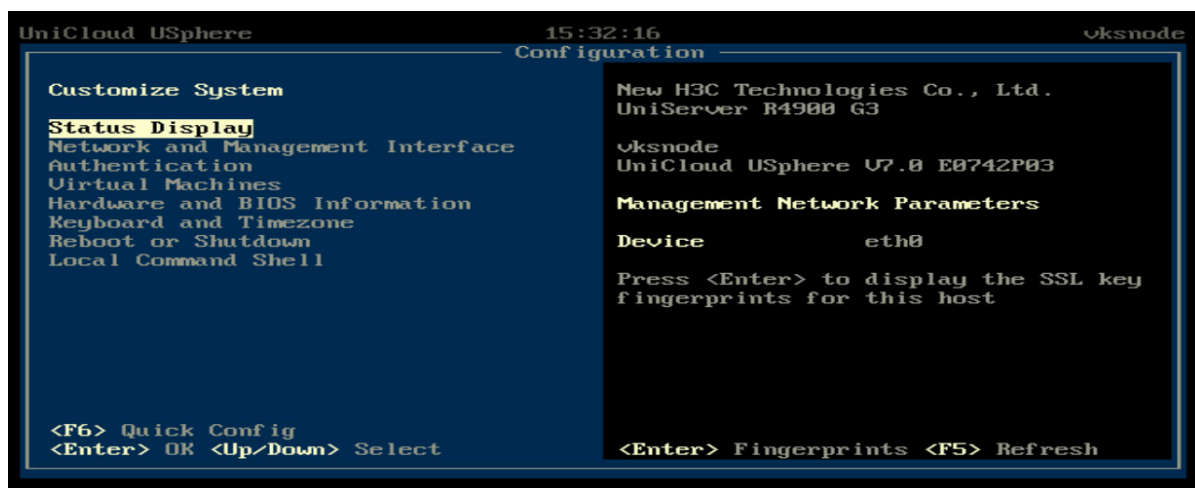 UniCloud USphere 15:32:16 vksnode
Configuration
Customize System
Status Display
Network and Management Interface
Authentication
Virtual Machines
Hardware and BIOS Information
Keyboard and Timezone
Reboot or Shutdown
Local Command Shell
<F6> Quick Config
<Enter> OK <Up/Down> Select
New H3C Technologies Co., Ltd.
UniServer R4900 G3
vksnode
UniCloud USphere V7.0 E0742P03
Management Network Parameters
Device eth0
Press <Enter> to display the SSL key
fingerprints for this host
<Enter> Fingerprints <F5> Refresh